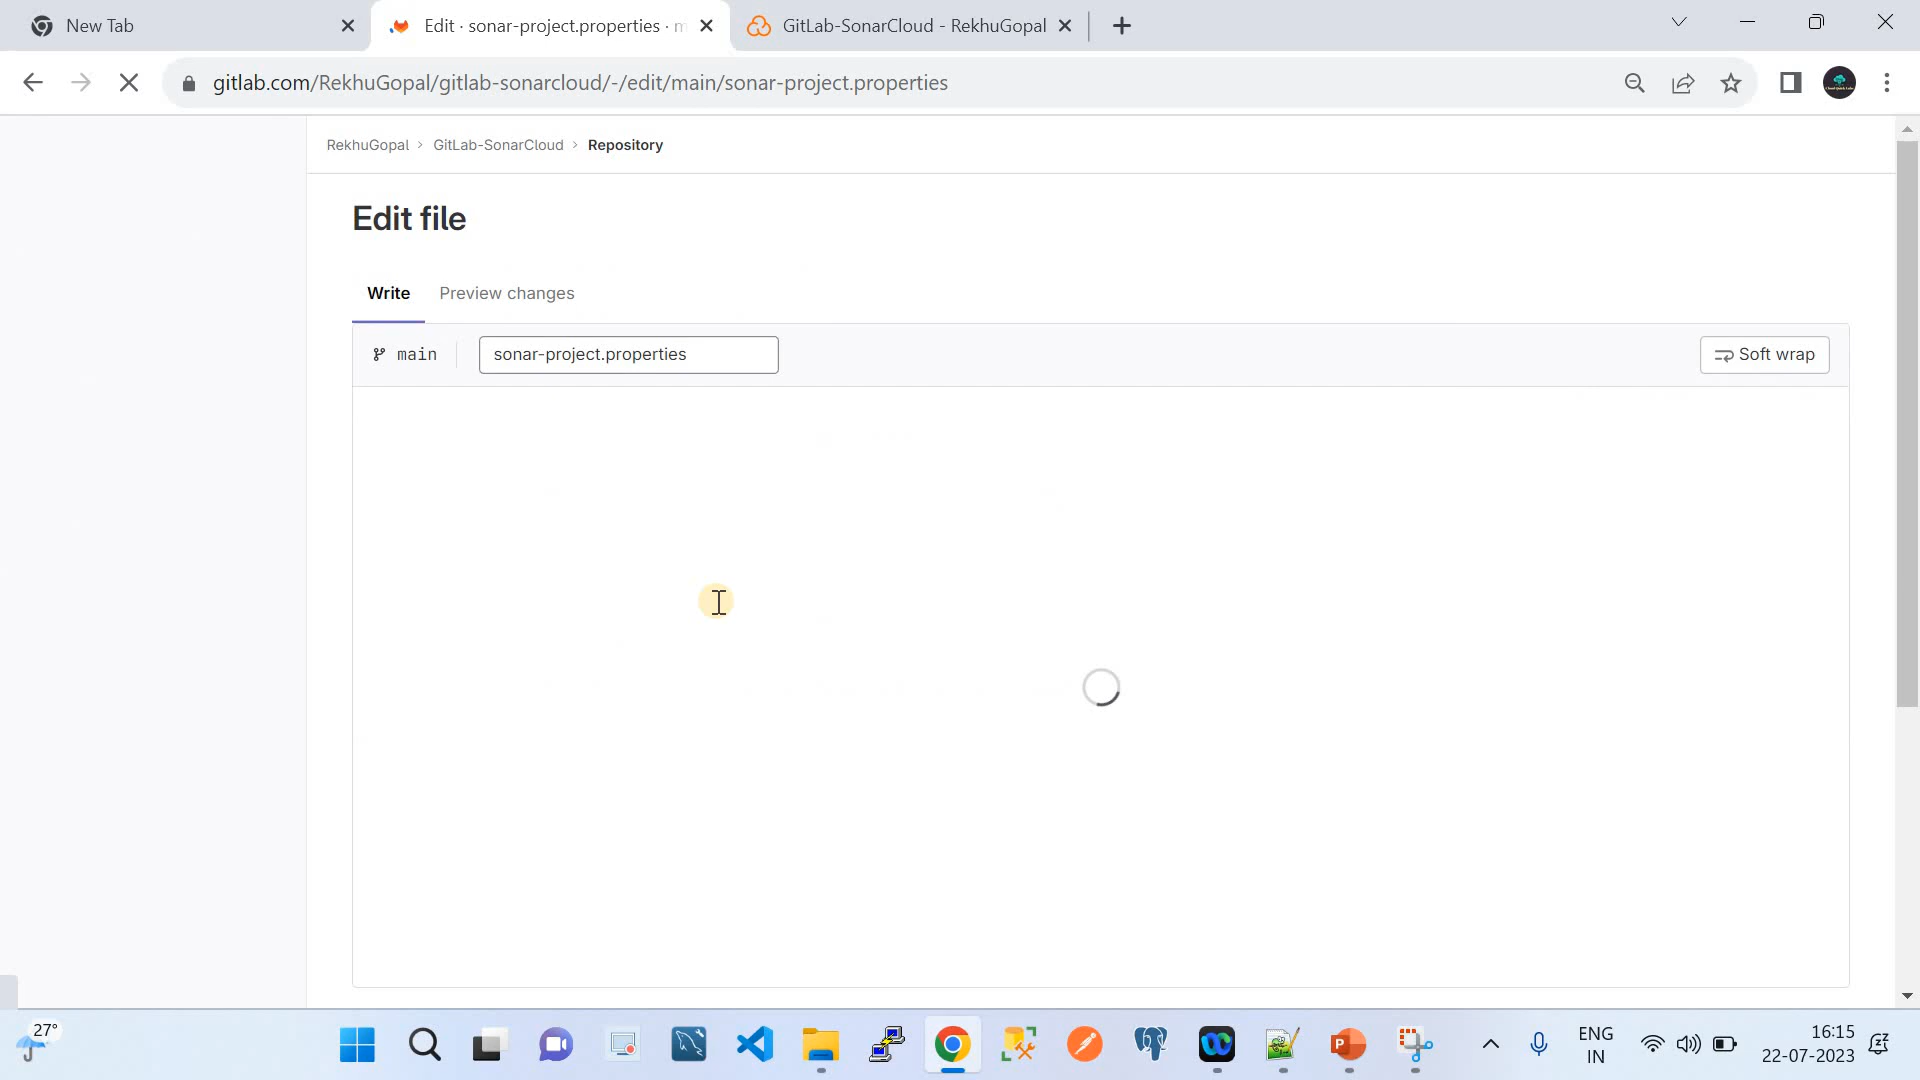 New Tab
Edit · sonar-project.properties · m
GitLab-SonarCloud - RekhuGopal
gitlab.com/RekhuGopal/gitlab-sonarcloud/-/edit/main/sonar-project.properties
RekhuGopal › GitLab-SonarCloud › Repository
Edit file
Write Preview changes
main sonar-project.properties Soft wrap
27°
ENG
IN
16:15
22-07-2023